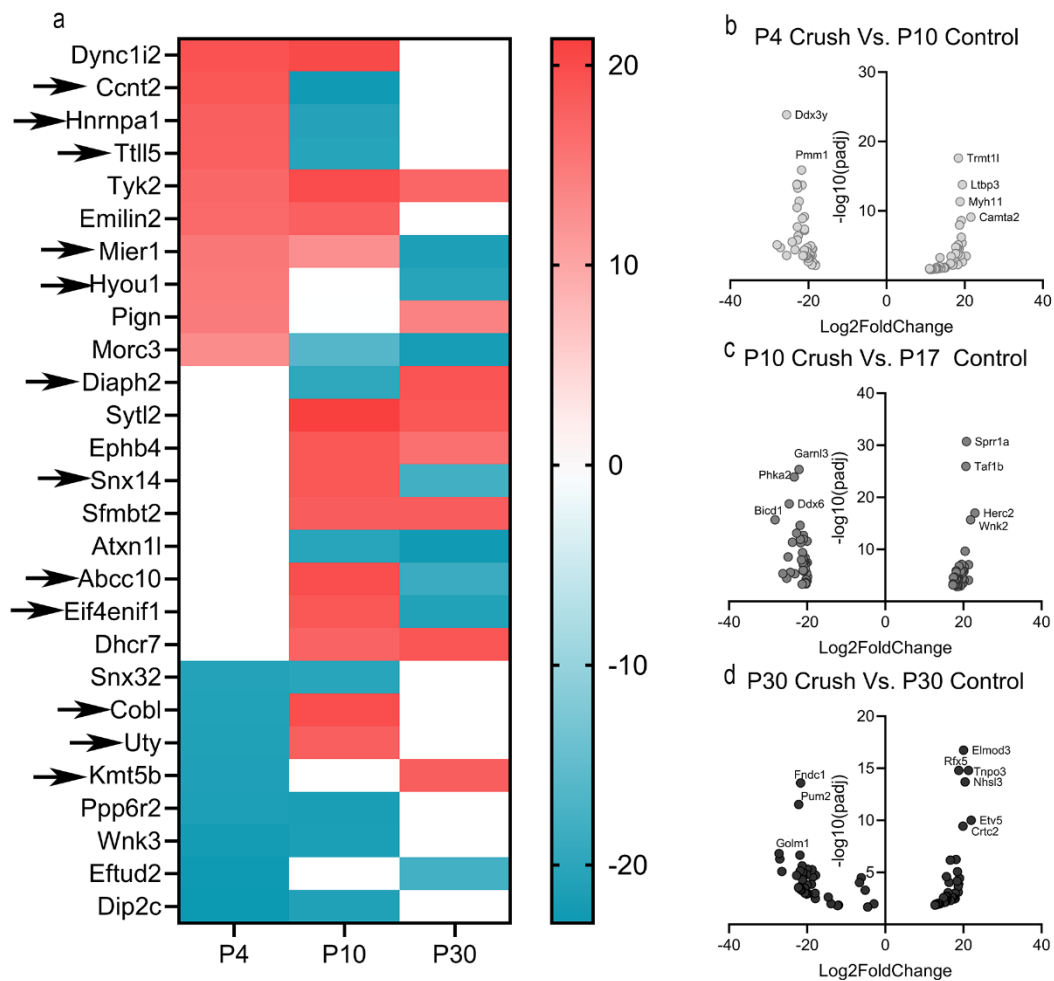 a
Dync1i2
Ccnt2
Hnrnpa1
Ttll5
Tyk2
Emilin2
Mier1
Hyou1
Pign
Morc3
Diaph2
Sytl2
Ephb4
Snx14
Sfmbt2
Atxn1l
Abcc10
Eif4enif1
Dhcr7
Snx32
Cobl
Uty
Kmt5b
Ppp6r2
Wnk3
Eftud2
Dip2c
P4 P10 P30
20
10
0
-10
-20
b P4 Crush Vs. P10 Control
30
20
10
-log10(padj)
Ddx3y
Pmm1
Trmt1l
Ltbp3
Myh11
Camta2
-40 -20 0 20 40
Log2FoldChange
c P10 Crush Vs. P17 Control
40
30
20
10
-log10(padj)
Sprr1a
Garnl3
Taf1b
Phka2
Ddx6
Bicd1
Herc2
Wnk2
-40 -20 0 20 40
Log2FoldChange
d P30 Crush Vs. P30 Control
20
15
10
5
-log10(padj)
Elmod3
Rfx5
Tnpo3
Fndc1
Nhsl3
Pum2
Etv5
Crtc2
Golm1
-40 -20 0 20 40
Log2FoldChange